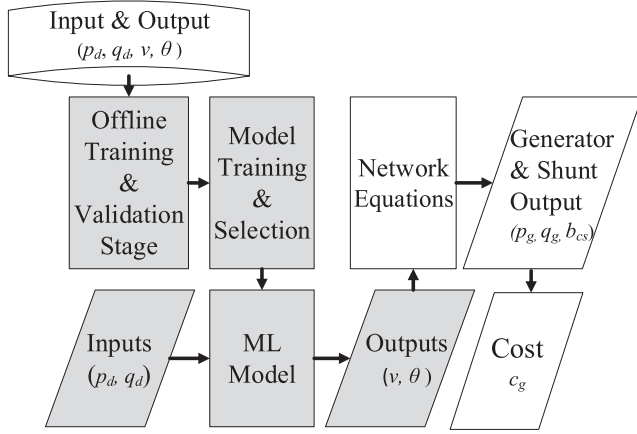 Input & Output
(p_d, q_d, v, θ)
Offline
Training
&
Validation
Stage
Model
Training
&
Selection
Network
Equations
Generator
& Shunt
Output
(p_g, q_g, b_cs)
Inputs
(p_d, q_d)
ML
Model
Outputs
(v, θ)
Cost
c_g